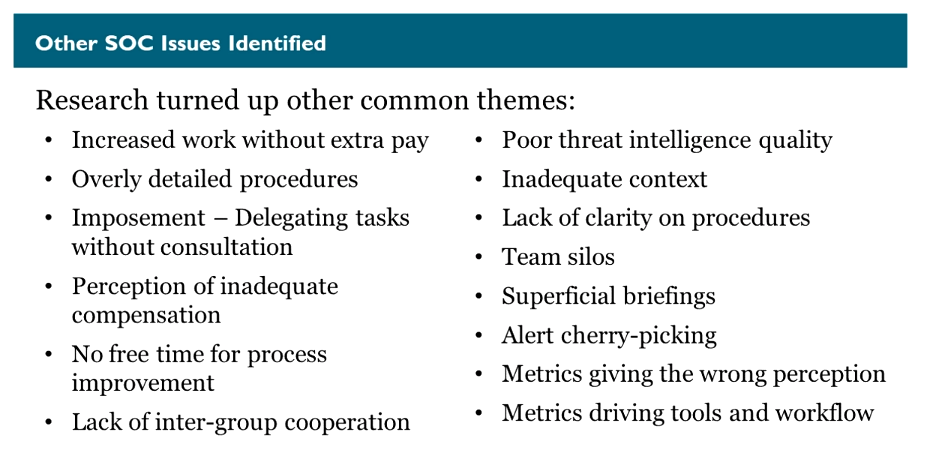 Other SOC Issues Identified
Research turned up other common themes:
• Increased work without extra pay
• Overly detailed procedures
• Imposement – Delegating tasks
without consultation
• Perception of inadequate
compensation
• No free time for process
improvement
• Lack of inter-group cooperation
• Poor threat intelligence quality
• Inadequate context
• Lack of clarity on procedures
• Team silos
• Superficial briefings
• Alert cherry-picking
• Metrics giving the wrong perception
• Metrics driving tools and workflow